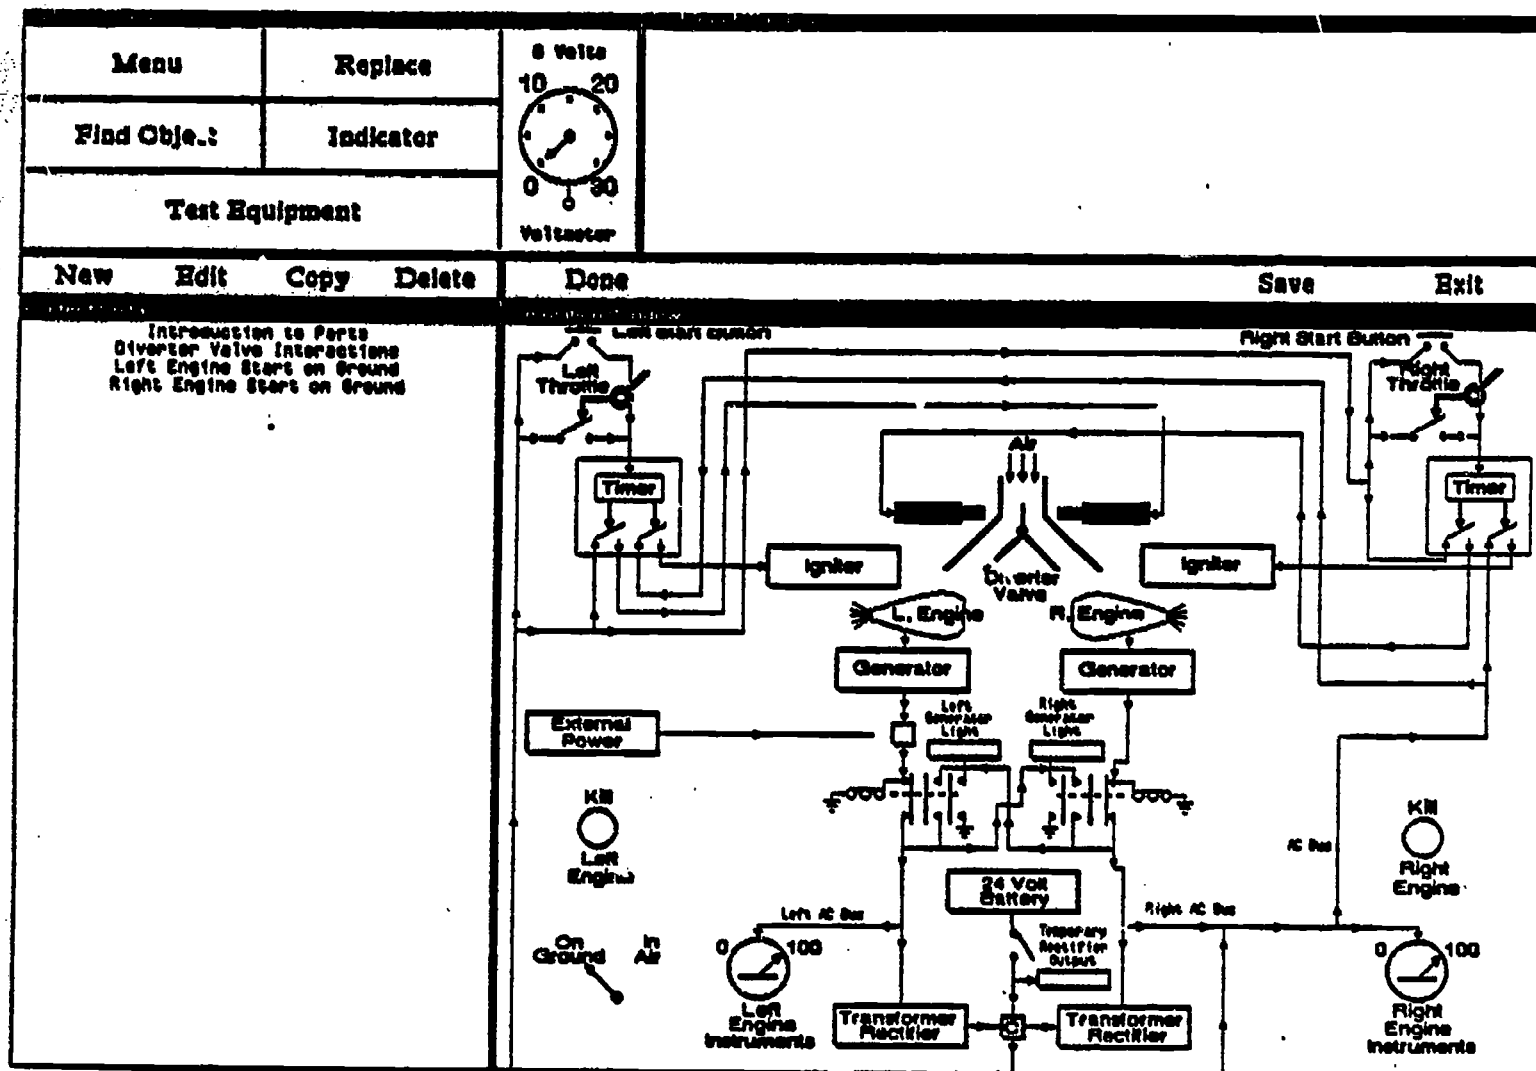 Menu
Replace
Find Obje
Indicator
Test Equipment
8 Volts
10
20
0
30
Voltmeter
New
Edit
Copy
Delete
Done
Save
Exit
Introduction to Parts
Diverter Valve Interactions
Left Engine Start on Ground
Right Engine Start on Ground
Left Start Button
Right Start Button
Left
Throttle
Right
Throttle
Air
Timer
Timer
Igniter
Igniter
Diverter
Valve
L. Engine
R. Engine
Generator
Generator
Left
Generator
Light
Right
Generator
Light
External
Power
Kill
Left
Engine
Kill
Right
Engine
AC Bus
24 Volt
Battery
Left AC Bus
Right AC Bus
Temporary
Rectifier
Output
On
Ground
In
Air
0
100
Left
Engine
Instruments
0
100
Right
Engine
Instruments
Transformer
Rectifier
Transformer
Rectifier